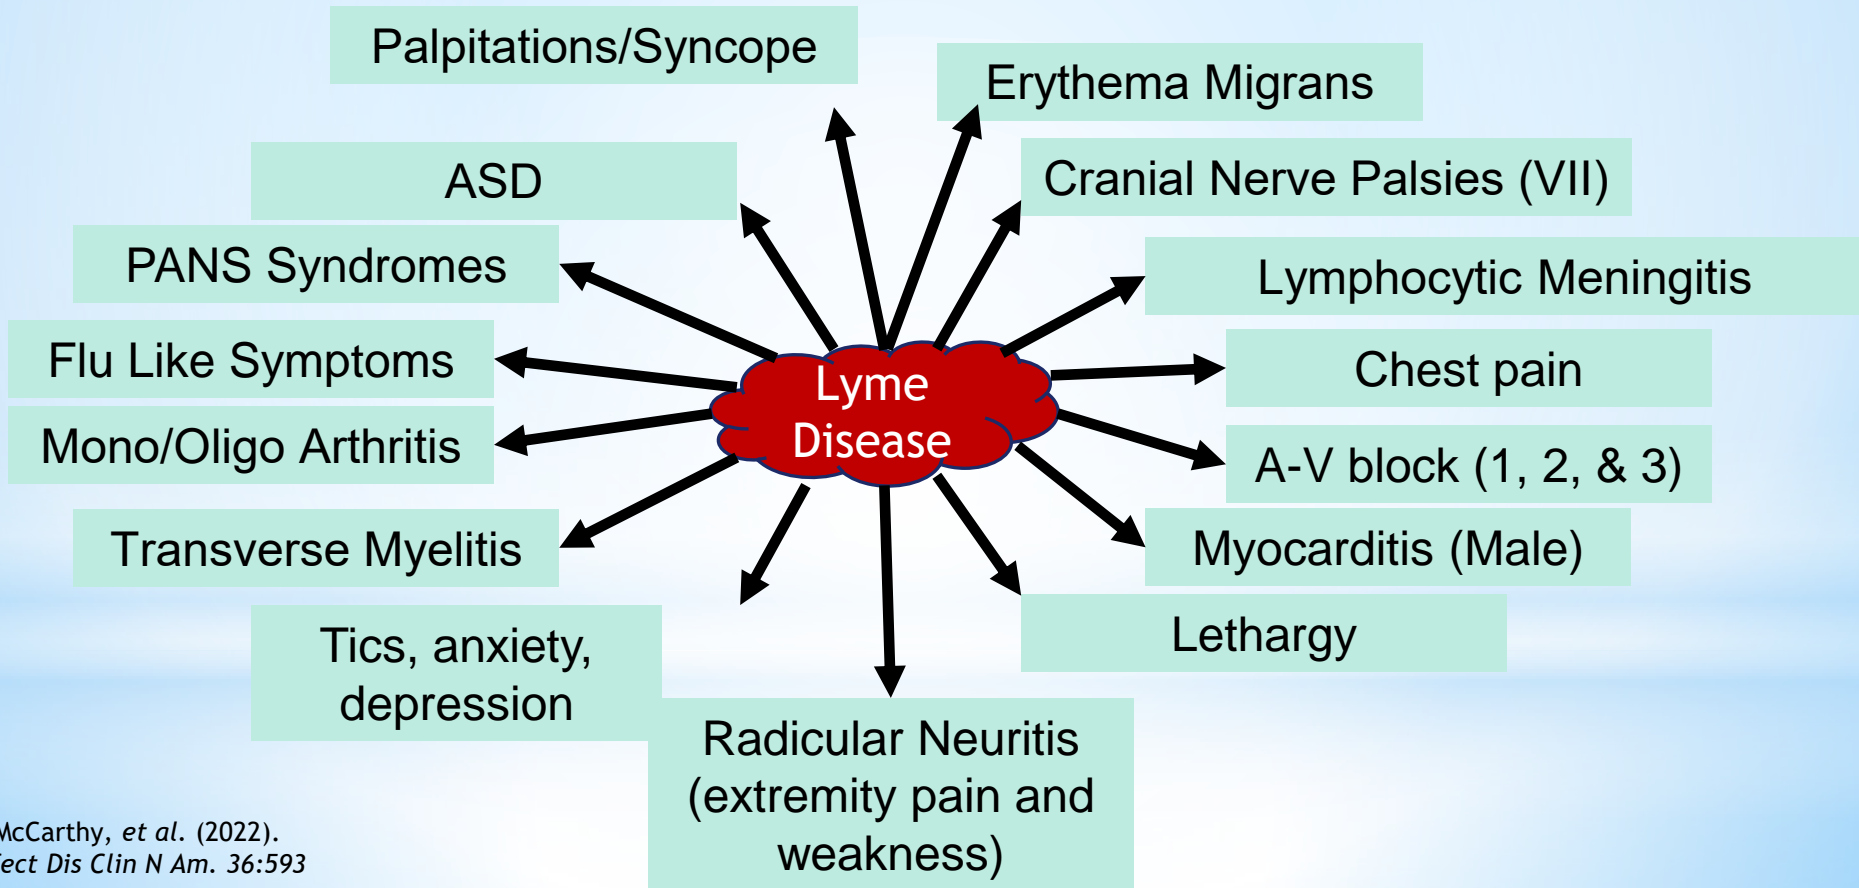 Palpitations/Syncope
Erythema Migrans
ASD
Cranial Nerve Palsies (VII)
PANS Syndromes
Lymphocytic Meningitis
Flu Like Symptoms
Lyme
Disease
Chest pain
Mono/Oligo Arthritis
A-V block (1, 2, & 3)
Transverse Myelitis
Myocarditis (Male)
Tics, anxiety,
depression
Lethargy
Radicular Neuritis
(extremity pain and
weakness)
McCarthy, et al. (2022).
Dis Clin N Am. 36:593